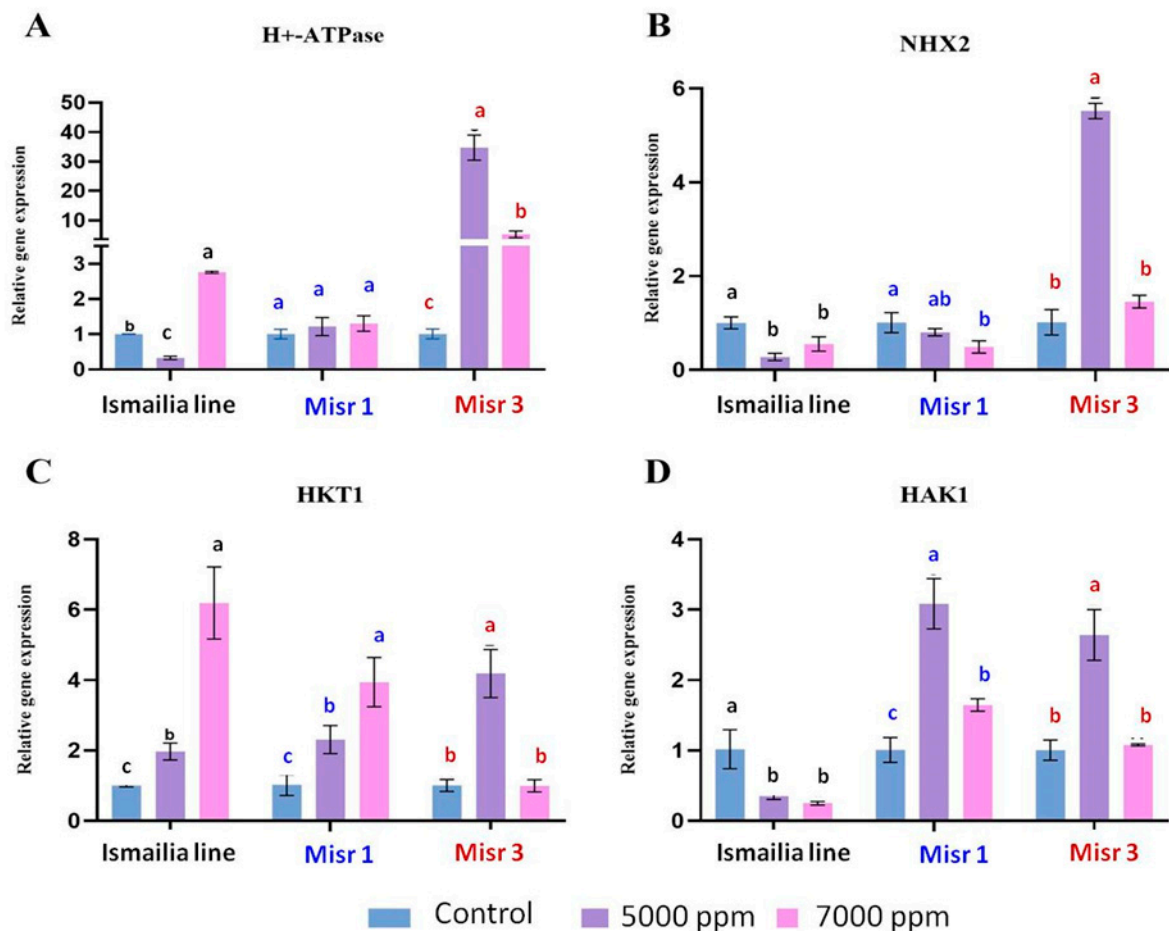 A
H+-ATPase
Relative gene expression
50
40
30
20
10
3
2
1
0
b
c
a
a
a
a
c
a
b
Ismailia line
Misr 1
Misr 3
B
NHX2
Relative gene expression
6
4
2
0
a
b
b
a
ab
b
b
a
b
Ismailia line
Misr 1
Misr 3
C
HKT1
Relative gene expression
8
6
4
2
0
c
b
a
c
b
a
b
a
b
Ismailia line
Misr 1
Misr 3
D
HAK1
Relative gene expression
4
3
2
1
0
a
b
b
c
a
b
b
a
b
Ismailia line
Misr 1
Misr 3
Control
5000 ppm
7000 ppm